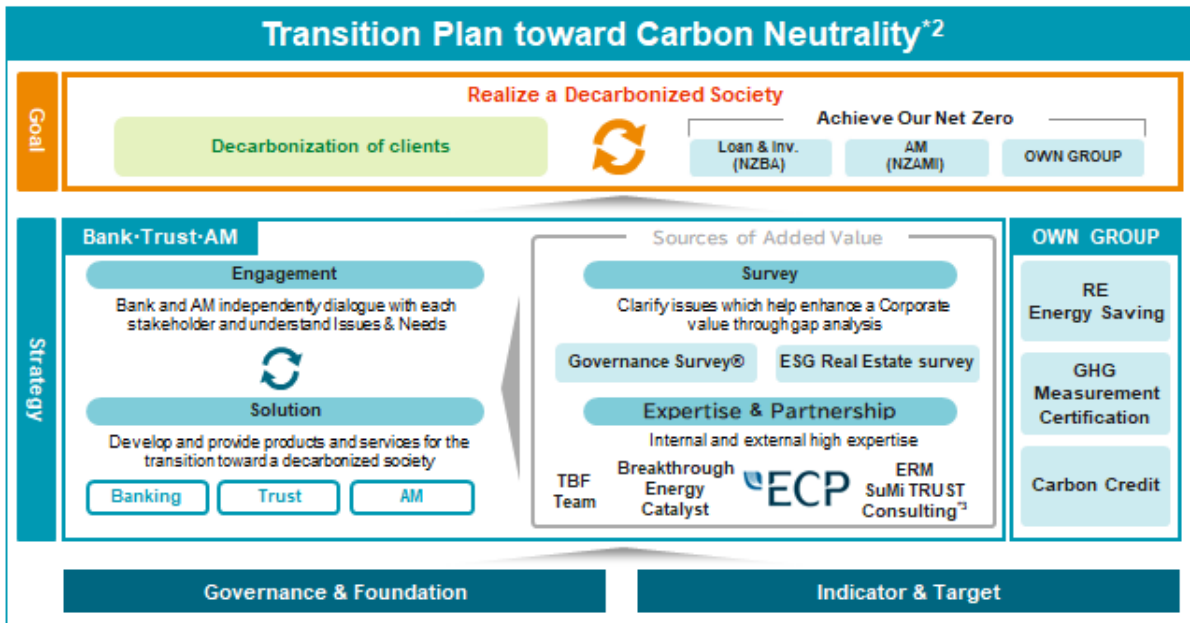 Transition Plan toward Carbon Neutrality*2
Goal
Realize a Decarbonized Society
Decarbonization of clients
Achieve Our Net Zero
Loan & Inv.
(NZBA)
AM
(NZAMI)
OWN GROUP
Strategy
Bank·Trust·AM
Engagement
Bank and AM independently dialogue with each
stakeholder and understand Issues & Needs
Solution
Develop and provide products and services for the
transition toward a decarbonized society
Banking
Trust
AM
Sources of Added Value
Survey
Clarify issues which help enhance a Corporate
value through gap analysis
Governance Survey®
ESG Real Estate survey
Expertise & Partnership
Internal and external high expertise
TBF
Team
Breakthrough
Energy
Catalyst
ECP
ERM
SuMi TRUST
Consulting*3
OWN GROUP
RE
Energy Saving
GHG
Measurement
Certification
Carbon Credit
Governance & Foundation
Indicator & Target